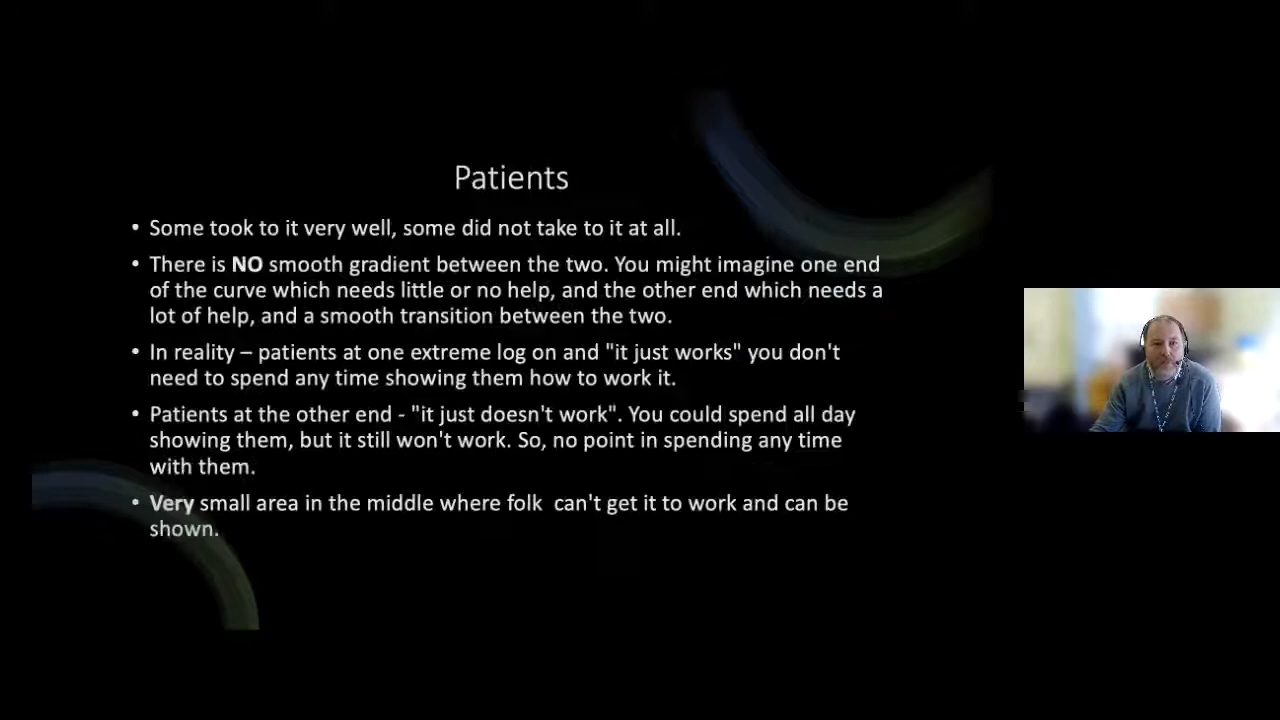 Patients
• Some took to it very well, some did not take to it at all.
• There is NO smooth gradient between the two. You might imagine one end
of the curve which needs little or no help, and the other end which needs a
lot of help, and a smooth transition between the two.
• In reality – patients at one extreme log on and "it just works" you don't
need to spend any time showing them how to work it.
• Patients at the other end - "it just doesn't work". You could spend all day
showing them, but it still won't work. So, no point in spending any time
with them.
• Very small area in the middle where folk  can't get it to work and can be
shown.